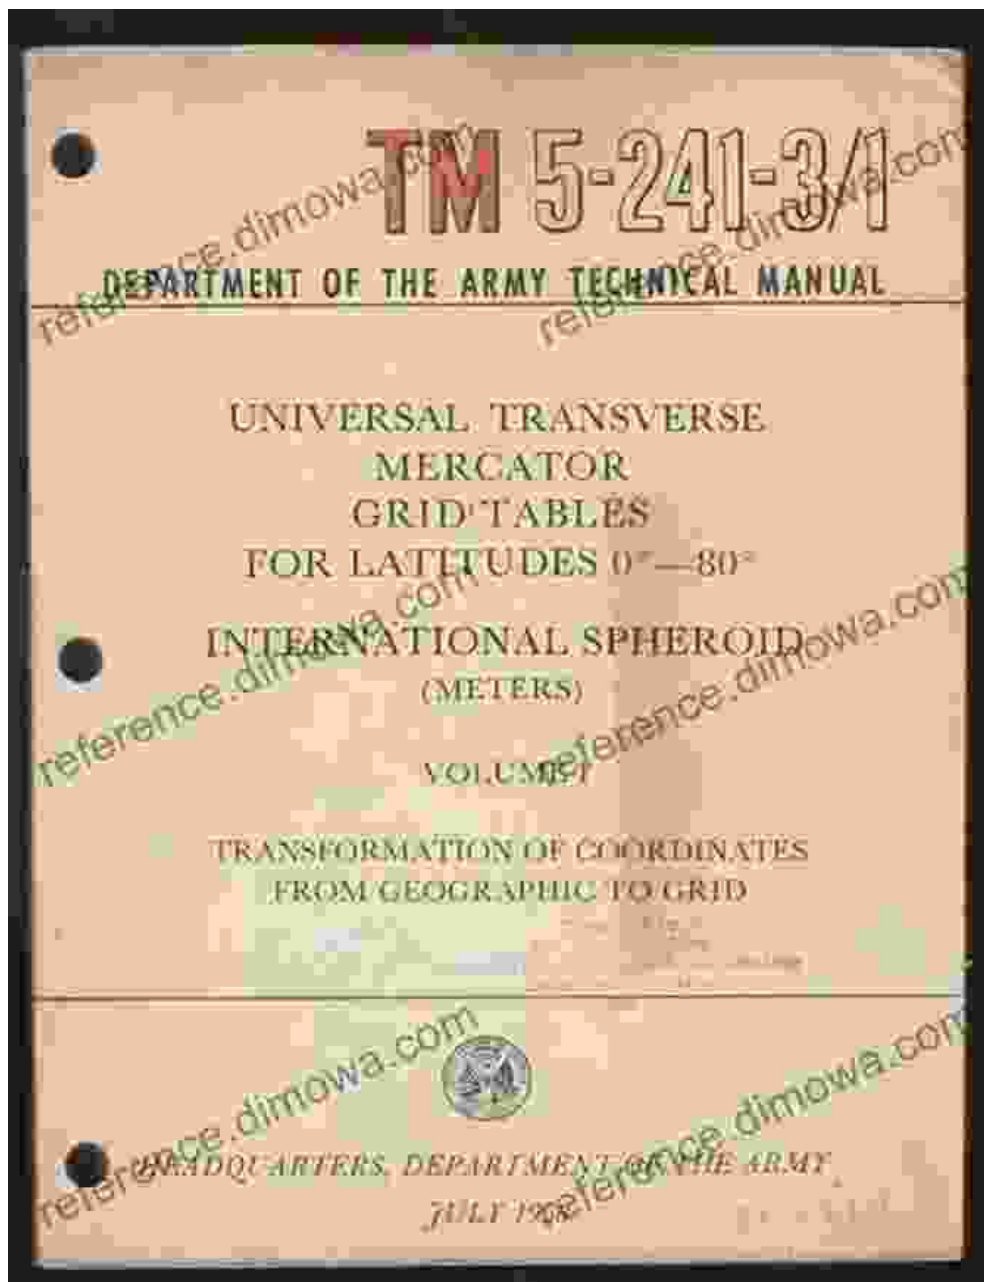 TM 5-241-3/1
DEPARTMENT OF THE ARMY TECHNICAL MANUAL
UNIVERSAL TRANSVERSE
MERCATOR
GRID TABLES
FOR LATITUDES 0°—80°
INTERNATIONAL SPHEROID
(METERS)
VOLUME I
TRANSFORMATION OF COORDINATES
FROM GEOGRAPHIC TO GRID
HEADQUARTERS, DEPARTMENT OF THE ARMY
JULY
reference.dimowa.com
reference.dimowa.com
reference.dimowa.com
reference.dimowa.com
reference.dimowa.com
reference.dimowa.com